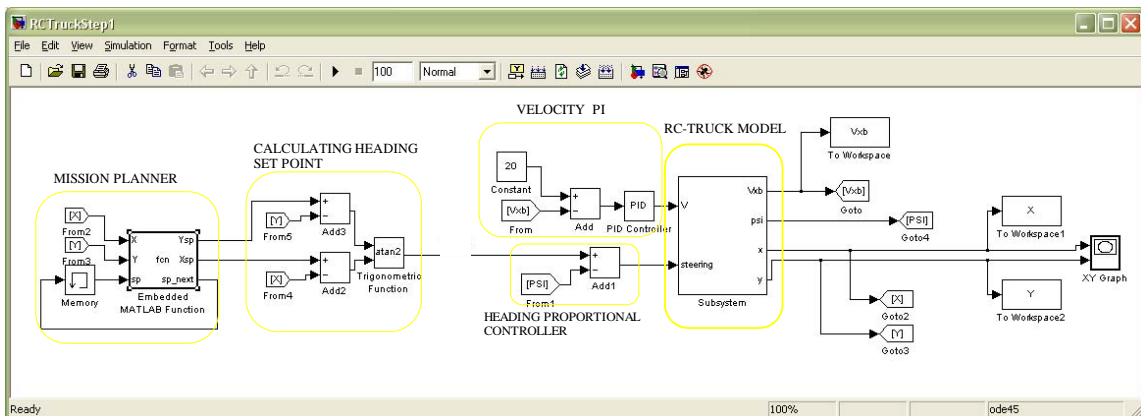 RCTruckStep1
File Edit View Simulation Format Tools Help
100 Normal
VELOCITY PI
RC-TRUCK MODEL
CALCULATING HEADING
SET POINT
MISSION PLANNER
Vxb
To Workspace
20
Constant
[Vxb]
From
+
−
Add
PID
PID Controller
V
steering
Vxb
psi
x
y
Subsystem
[Vxb]
Goto
[PSI]
Goto4
X
To Workspace1
XY Graph
[X]
From2
[Y]
From3
Memory
X
Y
sp
fcn
Ysp
Xsp
sp_next
Embedded
MATLAB Function
[Y]
From5
+
−
Add3
[X]
From4
+
−
Add2
atan2
Trigonometric
Function
[PSI]
From1
+
−
Add1
HEADING PROPORTIONAL
CONTROLLER
[X]
Goto2
[Y]
Goto3
Y
To Workspace2
Ready 100% ode45